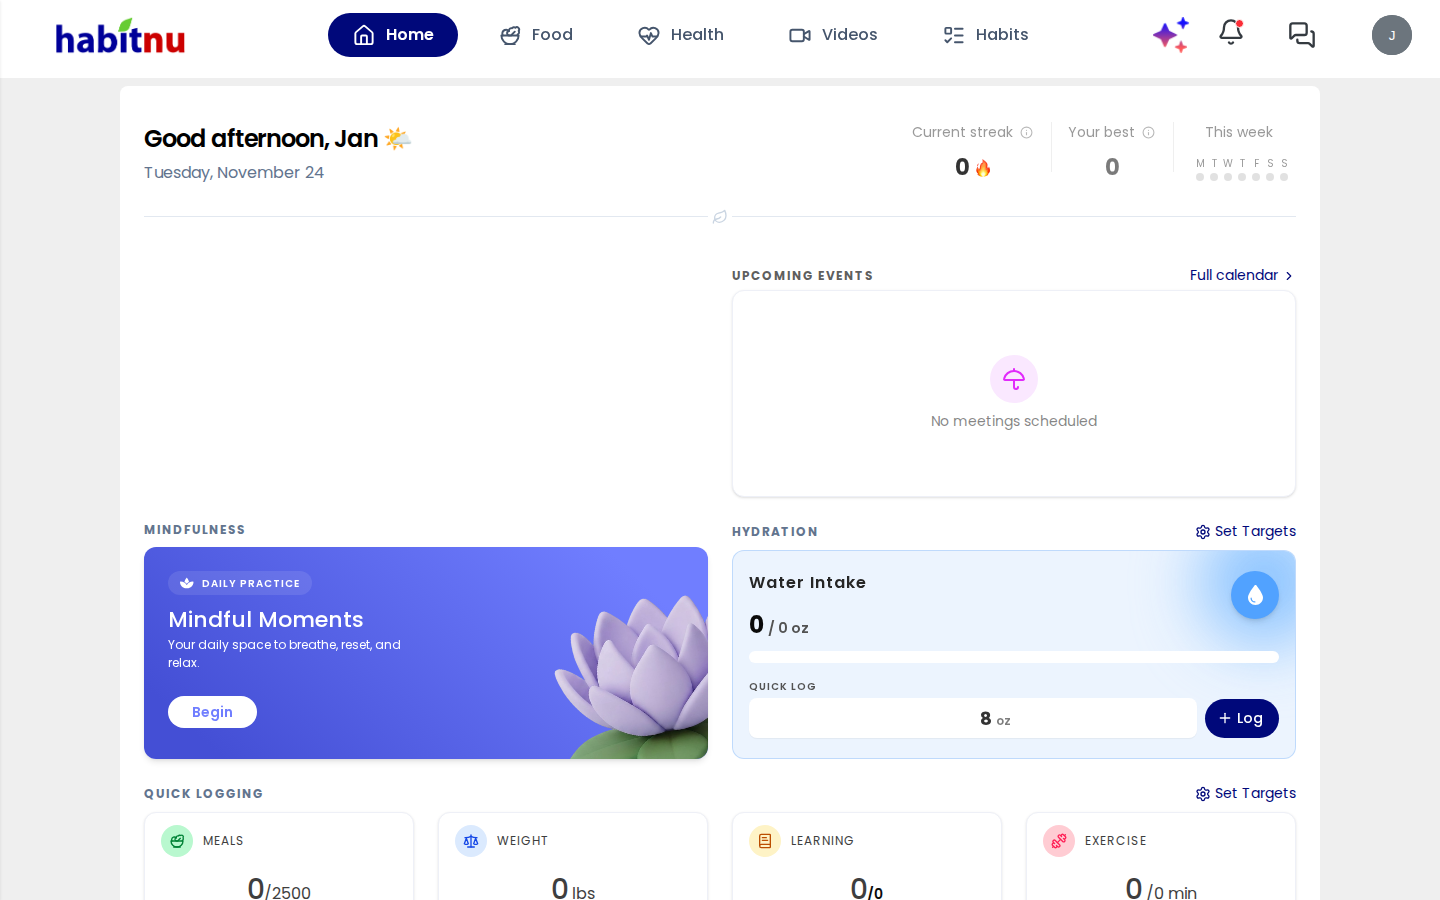 habitnu
Home
Food
Health
Videos
Habits
J
Good afternoon, Jan
Tuesday, November 24
Current streak
0
Your best
0
This week
M T W T F S S
UPCOMING EVENTS
Full calendar
No meetings scheduled
MINDFULNESS
DAILY PRACTICE
Mindful Moments
Your daily space to breathe, reset, and
relax.
Begin
HYDRATION
Set Targets
Water Intake
0 / 0 oz
QUICK LOG
8 oz
+ Log
QUICK LOGGING
Set Targets
MEALS
0/2500
WEIGHT
0 lbs
LEARNING
0/0
EXERCISE
0 /0 min